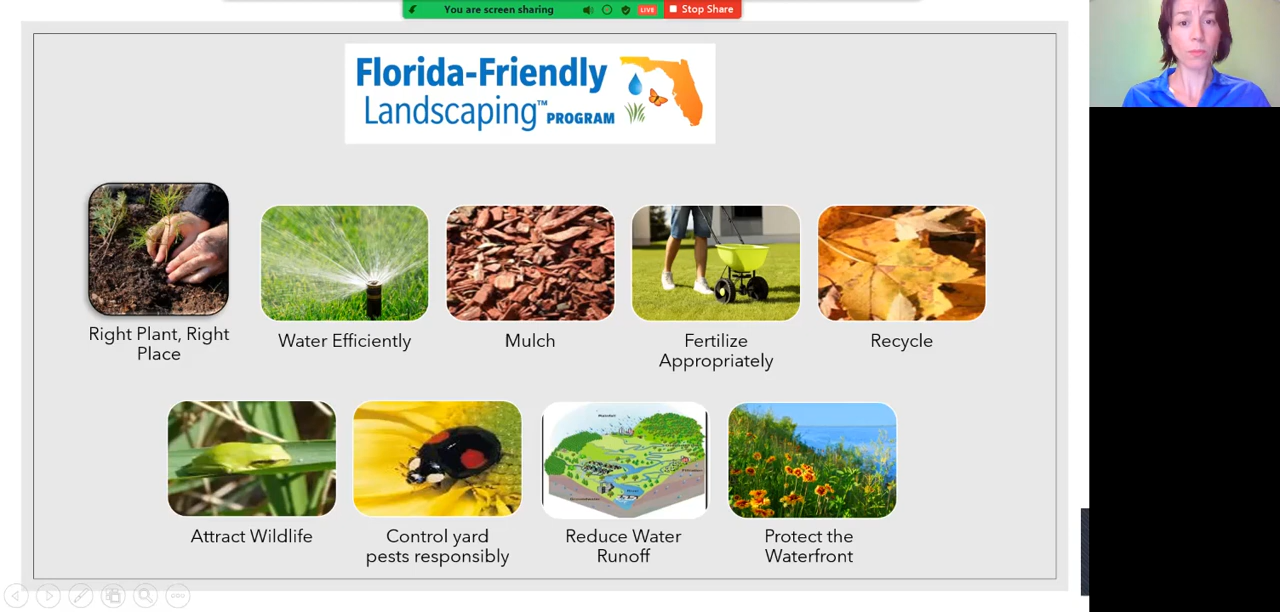 You are screen sharing
LIVE
Stop Share
Florida-Friendly
Landscaping™ PROGRAM
Right Plant, Right
Place
Water Efficiently
Mulch
Fertilize
Appropriately
Recycle
Attract Wildlife
Control yard
pests responsibly
Reduce Water
Runoff
Protect the
Waterfront